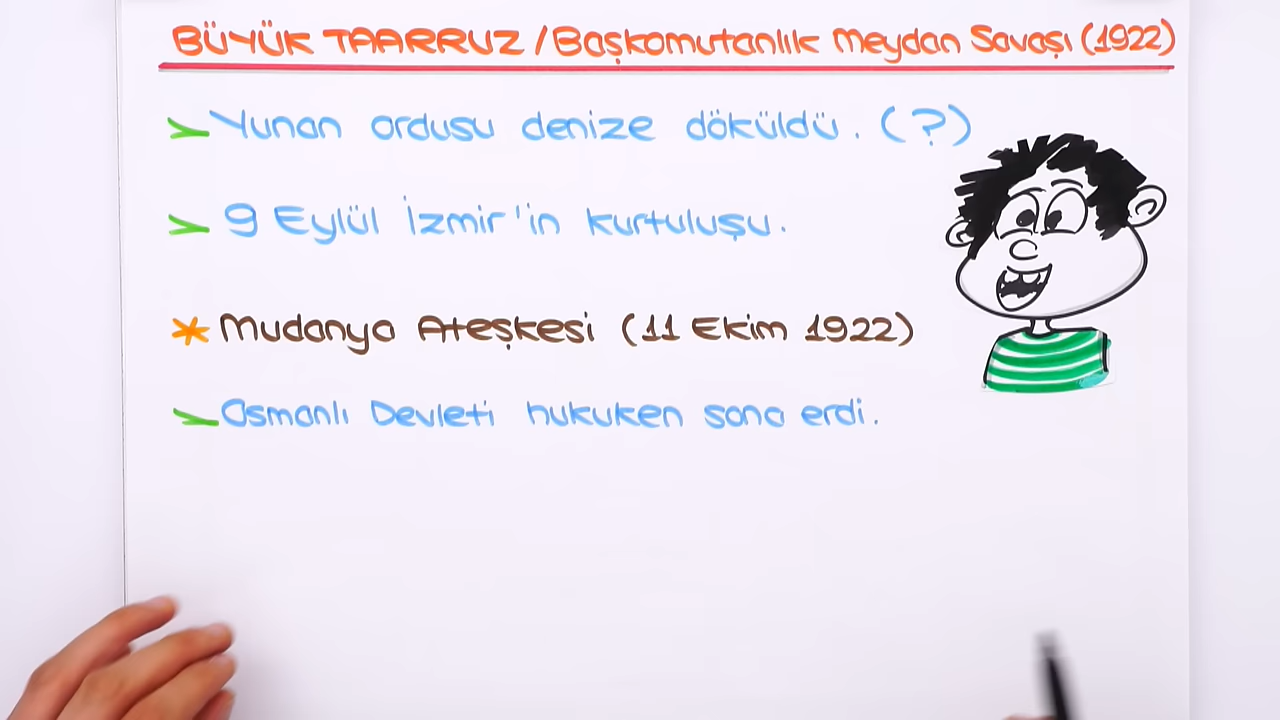 BÜYÜK TAARRUZ / Başkomutanlık Meydan Savaşı (1922)
Yunan ordusu denize döküldü. (?)
9 Eylül İzmir'in kurtuluşu.
* Mudanya Ateşkesi (11 Ekim 1922)
Osmanlı Devleti hukuken sona erdi.